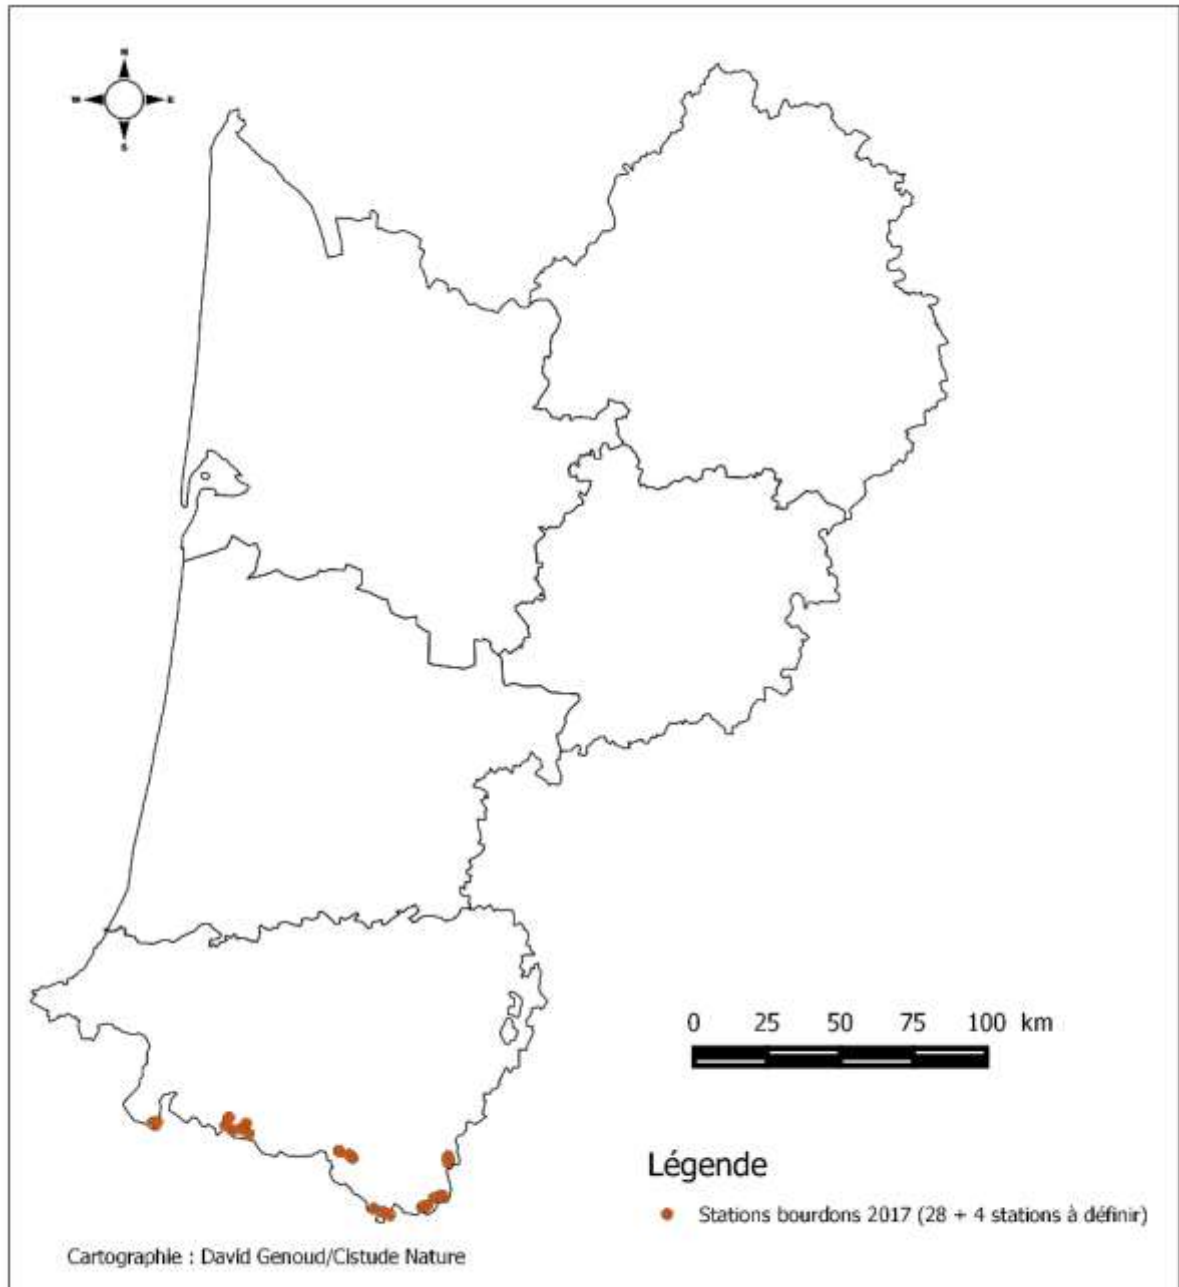 N
W E
S
0 25 50 75 100 km
Légende
Stations bourdons 2017 (28 + 4 stations à définir)
Cartographie : David Genoud/Cistude Nature